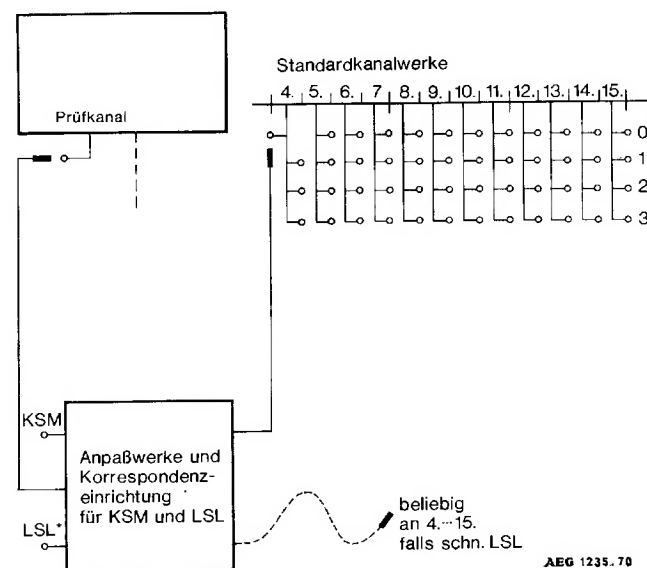 Standardkanalwerke
4. 5. 6. 7. 8. 9. 10. 11. 12. 13. 14. 15.
Prüfkanal
0
1
2
3
KSM
Anpaßwerke und
Korrespondenz-
einrichtung
für KSM und LSL
LSL*
beliebig
an 4.···15.
falls schn. LSL
AEG 1235. 70